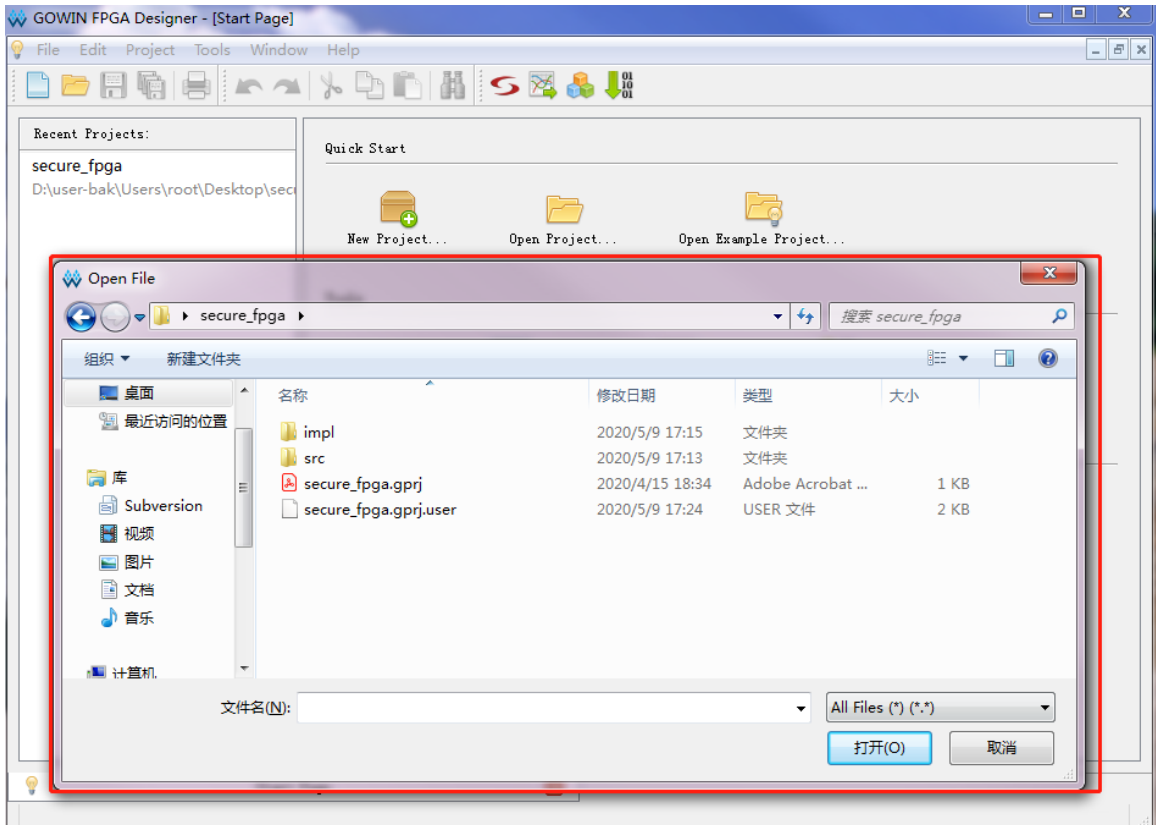 GOWIN FPGA Designer - [Start Page]
File Edit Project Tools Window Help
Recent Projects:
secure_fpga
D:\user-bak\Users\root\Desktop\secu
Quick Start
New Project...
Open Project...
Open Example Project...
Open File
secure_fpga
搜索 secure_fpga
组织
新建文件夹
桌面
最近访问的位置
库
Subversion
视频
图片
文档
音乐
计算机
名称 修改日期 类型 大小
impl 2020/5/9 17:15 文件夹
src 2020/5/9 17:13 文件夹
secure_fpga.gprj 2020/4/15 18:34 Adobe Acrobat ... 1 KB
secure_fpga.gprj.user 2020/5/9 17:24 USER 文件 2 KB
文件名(N):
All Files (*) (*.*)
打开(O)
取消